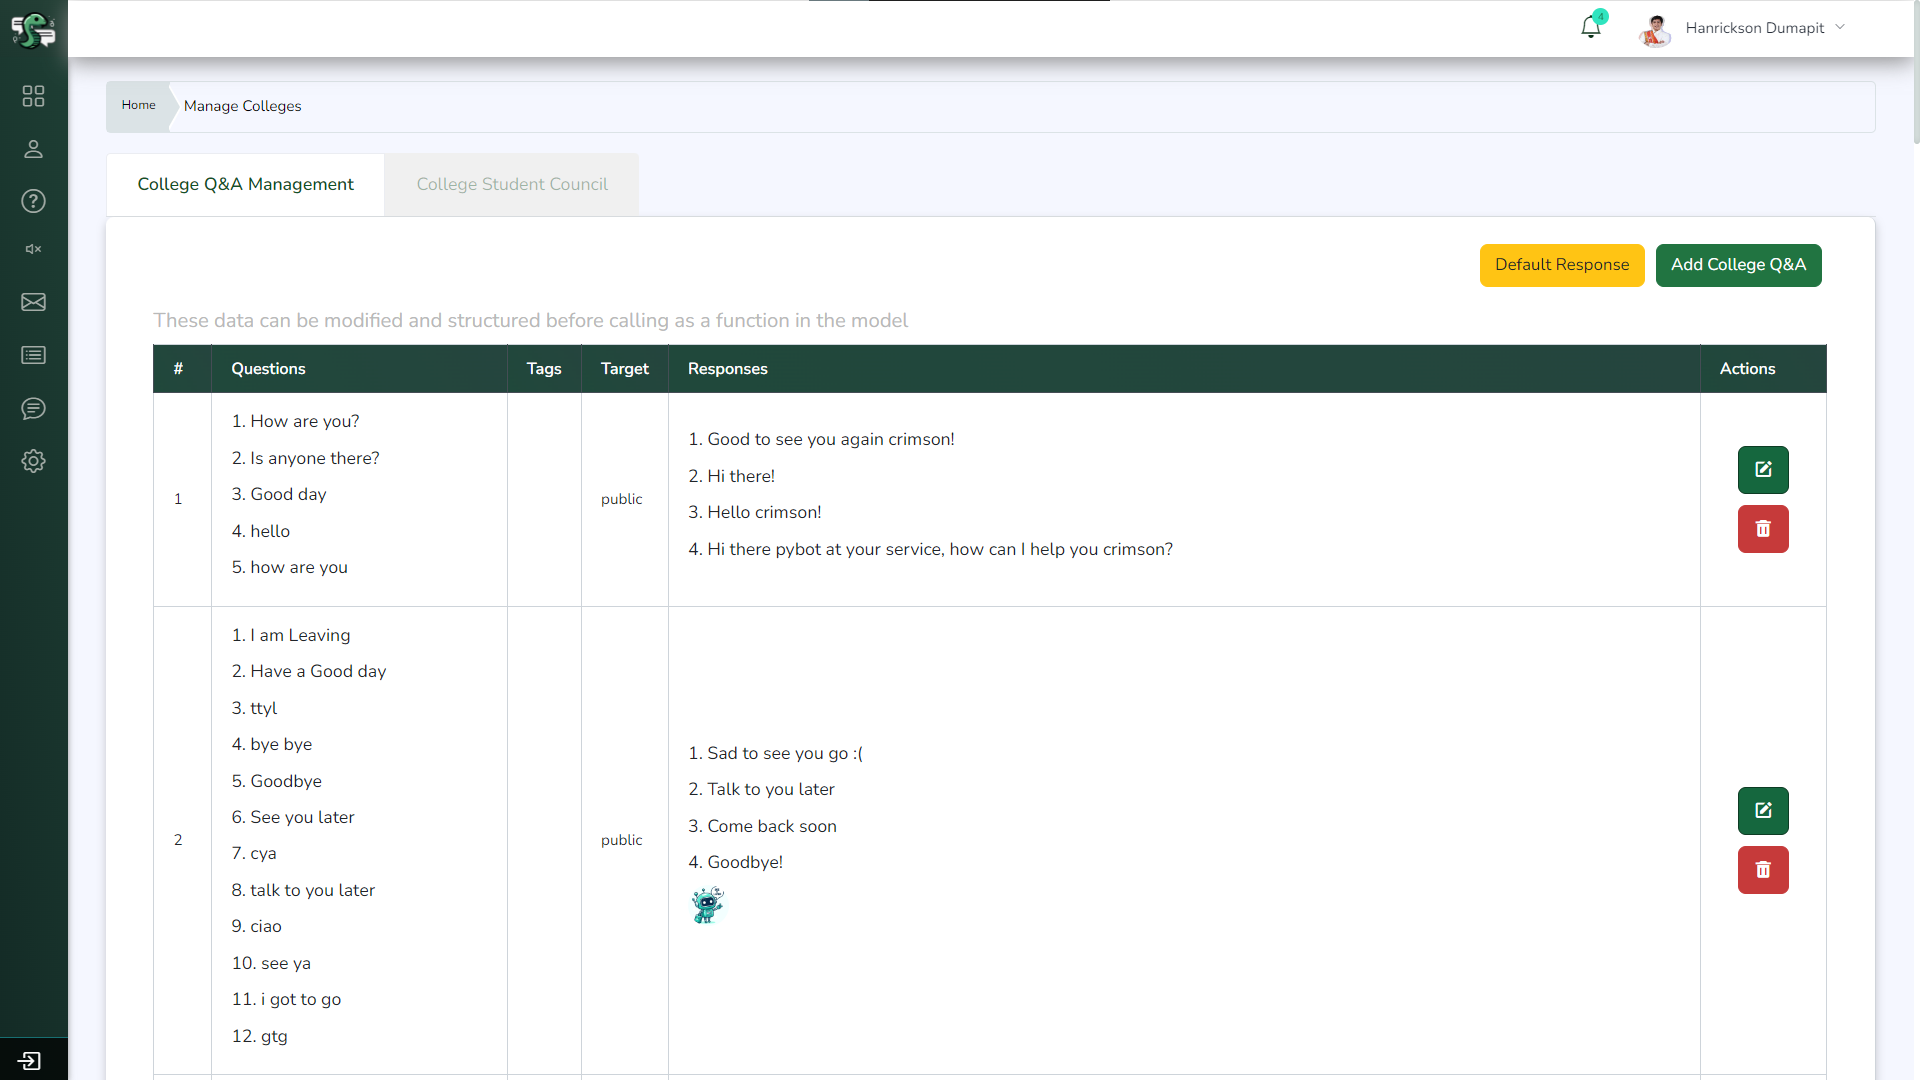 4
Hanrickson Dumapit
Home
Manage Colleges
College Q&A Management
College Student Council
Default Response
Add College Q&A
These data can be modified and structured before calling as a function in the model
# Questions Tags Target Responses Actions
1
1. How are you?
2. Is anyone there?
3. Good day
4. hello
5. how are you
public
1. Good to see you again crimson!
2. Hi there!
3. Hello crimson!
4. Hi there pybot at your service, how can I help you crimson?
2
1. I am Leaving
2. Have a Good day
3. ttyl
4. bye bye
5. Goodbye
6. See you later
7. cya
8. talk to you later
9. ciao
10. see ya
11. i got to go
12. gtg
public
1. Sad to see you go :(
2. Talk to you later
3. Come back soon
4. Goodbye!